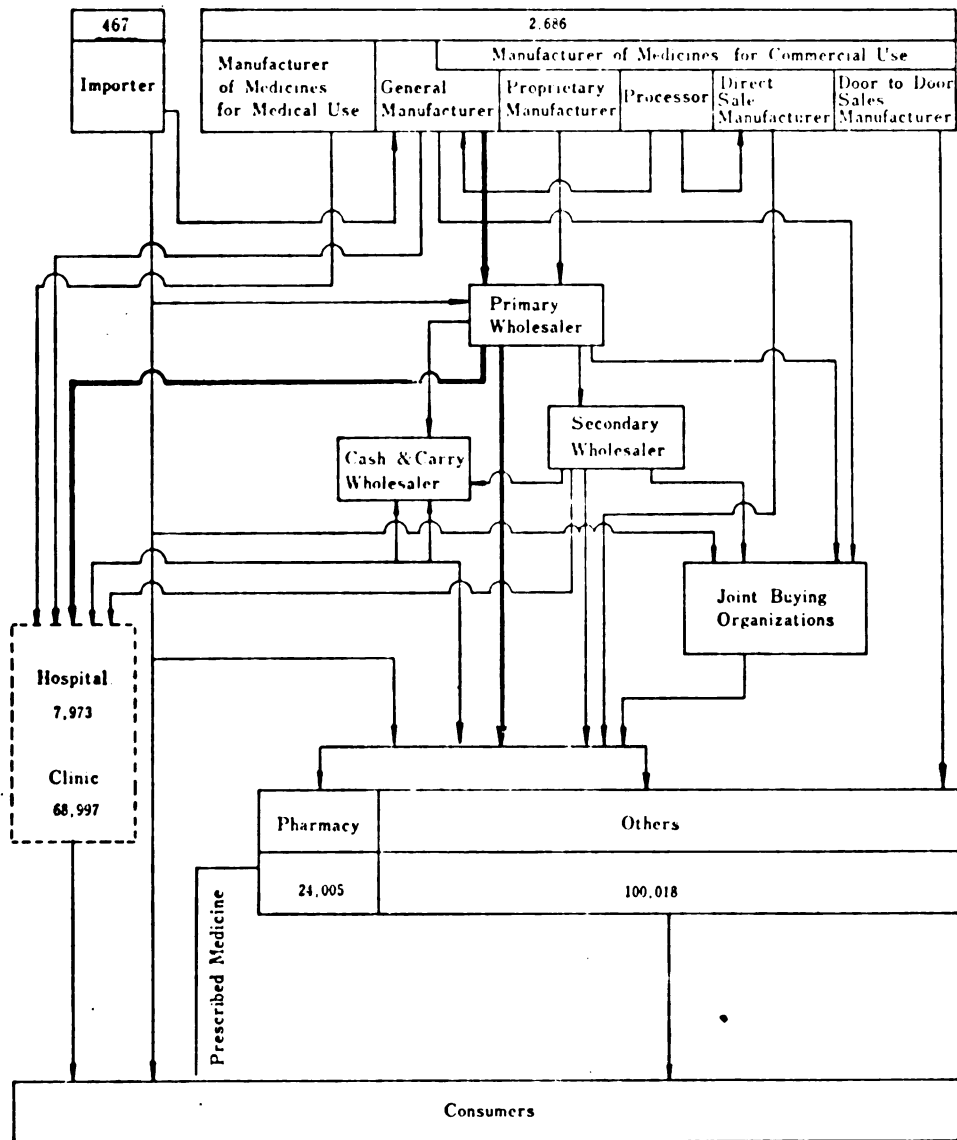 467
2.686
Importer
Manufacturer
of Medicines
for Medical Use
General
Manufacturer
Manufacturer of Medicines for Commercial Use
Proprietary
Manufacturer
Processor
Direct
Sale
Manufacturer
Door to Door
Sales
Manufacturer
Primary
Wholesaler
Secondary
Wholesaler
Cash & Carry
Wholesaler
Joint Buying
Organizations
Hospital
7,973
Clinic
68,997
Pharmacy
Others
24,005
100,018
Prescribed Medicine
Consumers